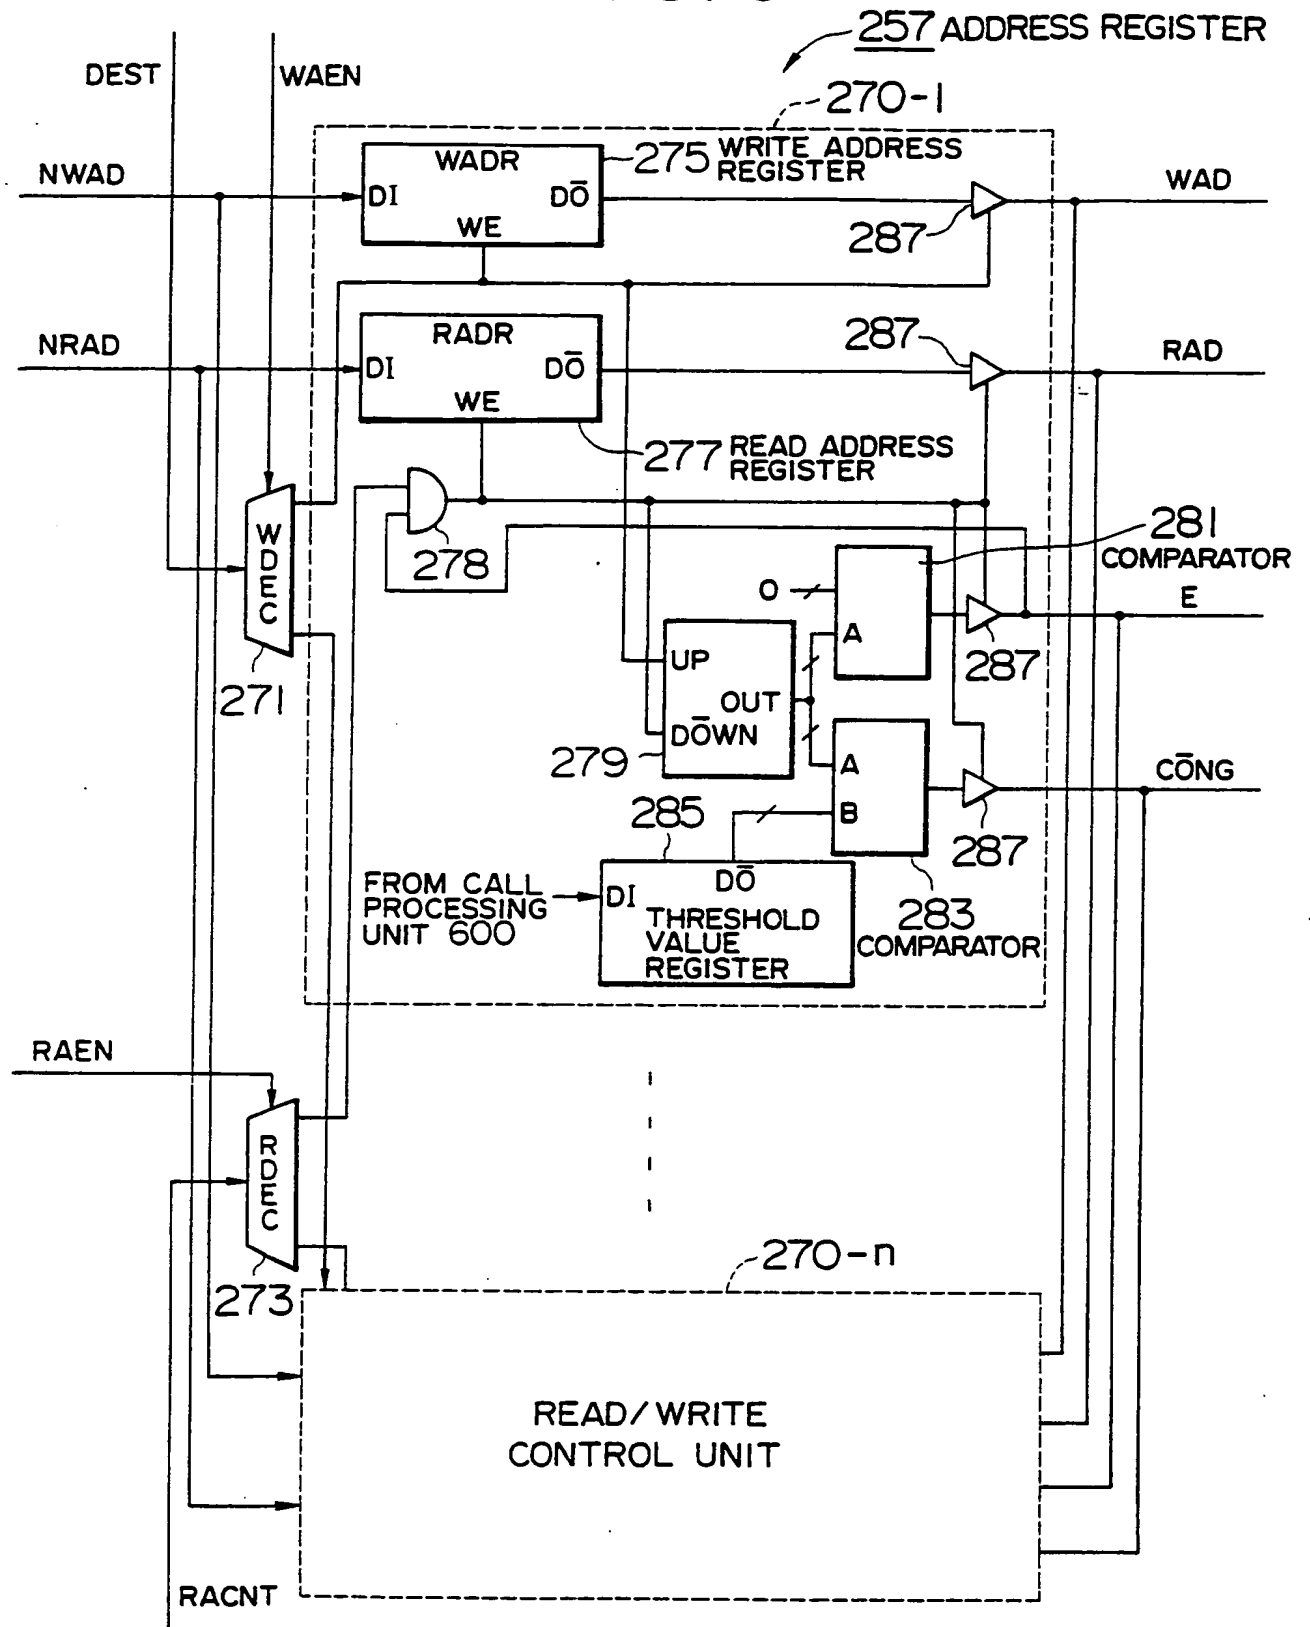 257 ADDRESS REGISTER
DEST
WAEN
270-1
NWAD
WADR
DI
DŌ
WE
275 WRITE ADDRESS
REGISTER
287
WAD
NRAD
RADR
DI
DŌ
WE
287
RAD
277 READ ADDRESS
REGISTER
278
WDEC
271
281
COMPARATOR
O
A
E
287
UP
OUT
DŌWN
279
A
B
CŌNG
287
285
283
COMPARATOR
FROM CALL
PROCESSING
UNIT 600
DI
DŌ
THRESHOLD
VALUE
REGISTER
RAEN
RDEC
273
270-n
READ/WRITE
CONTROL UNIT
RACNT